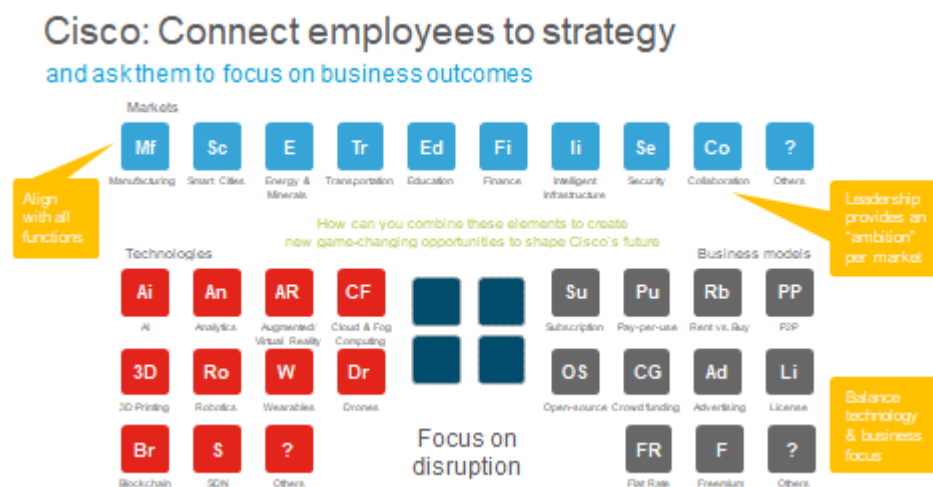 Cisco: Connect employees to strategy
and ask them to focus on business outcomes
Markets
Mf Sc E Tr Ed Fi Ii Se Co ?
Manufacturing Smart Cities Energy & Transportation Education Finance Intelligent Security Collaboration Others
Minerals Infrastructure
Align
with all
functions
Leadership
provides an
"ambition"
per market
How can you combine these elements to create
new game-changing opportunities to shape Cisco's future
Technologies
Business models
Ai An AR CF
AI Analytics Augmented/ Cloud & Fog
Virtual Reality Computing
3D Ro W Dr
3D Printing Robotics Wearables Drones
Br S ?
Blockchain SDN Others
Focus on
disruption
Su Pu Rb PP
Subscription Pay-per-use Rent vs. Buy P2P
OS CG Ad Li
Open-source Crowdfunding Advertising License
FR F ?
Flat Rate Freemium Others
Balance
technology
& business
focus